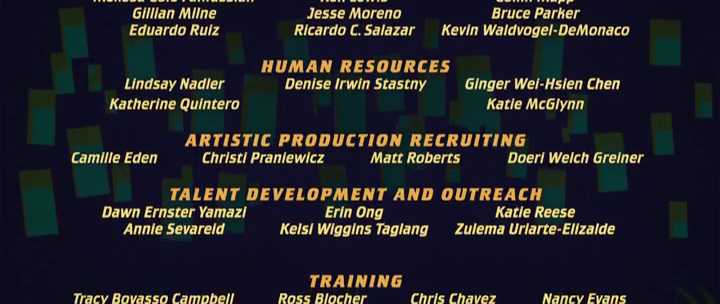 Gillian Milne Jesse Moreno Bruce Parker
Eduardo Ruiz Ricardo C. Salazar Kevin Waldvogel-DeMonaco
HUMAN RESOURCES
Lindsay Nadler Denise Irwin Stastny Ginger Wei-Hsien Chen
Katherine Quintero Katie McGlynn
ARTISTIC PRODUCTION RECRUITING
Camille Eden Christi Praniewicz Matt Roberts Doeri Welch Greiner
TALENT DEVELOPMENT AND OUTREACH
Dawn Ernster Yamazi Erin Ong Katie Reese
Annie Sevareid Kelsi Wiggins Taglang Zulema Uriarte-Elizalde
TRAINING
Tracy Bovasso Campbell Ross Blocher Chris Chavez Nancy Evans